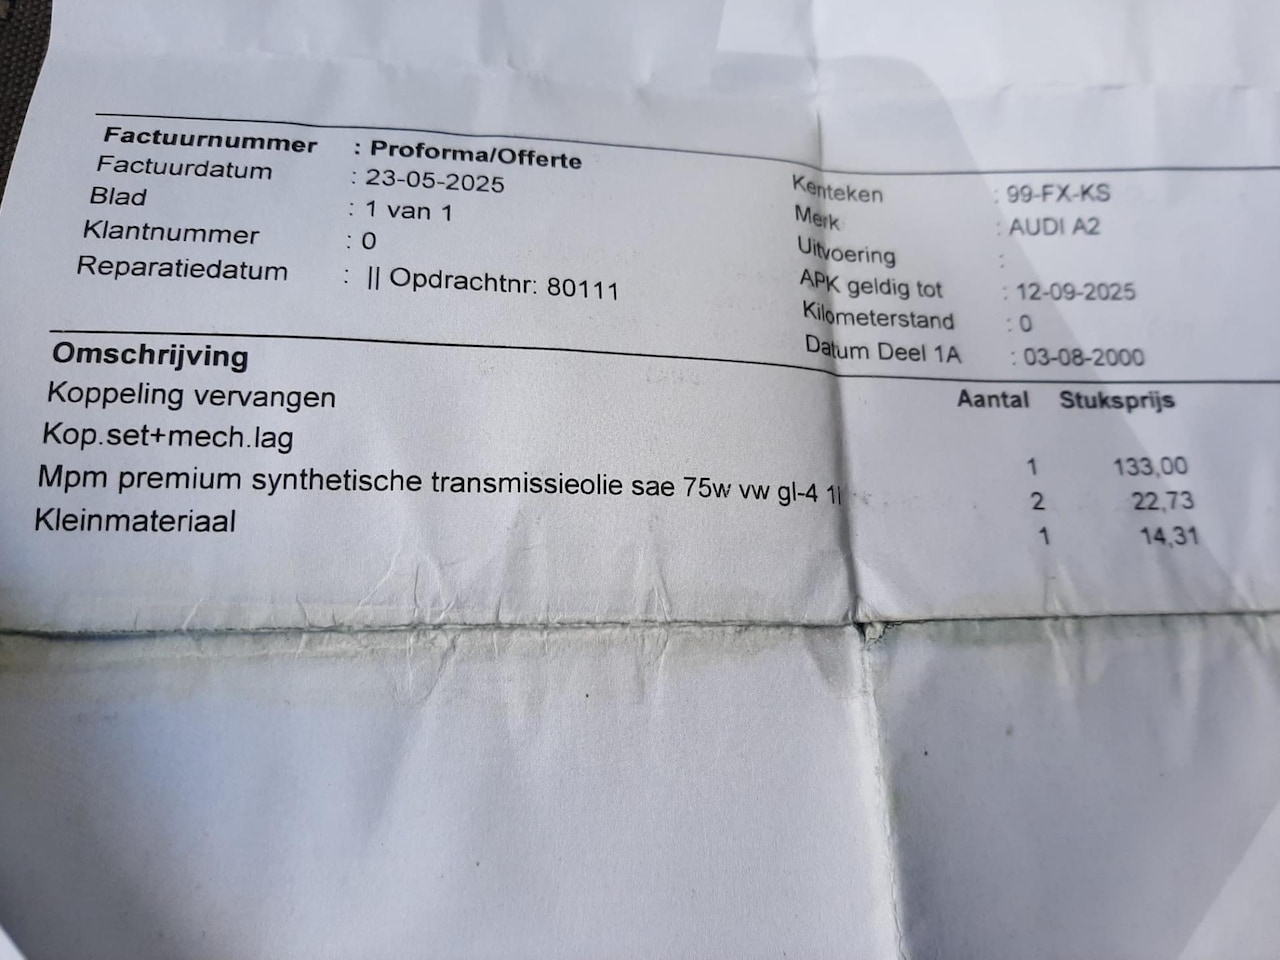 Factuurnummer : Proforma/Offerte
Factuurdatum : 23-05-2025
Blad : 1 van 1
Klantnummer : 0
Reparatiedatum : || Opdrachtnr: 80111
Kenteken : 99-FX-KS
Merk : AUDI A2
Uitvoering :
APK geldig tot : 12-09-2025
Kilometerstand : 0
Datum Deel 1A : 03-08-2000
Omschrijving Aantal Stuksprijs
Koppeling vervangen
Kop.set+mech.lag 1 133,00
Mpm premium synthetische transmissieolie sae 75w vw gl-4 1l 2 22,73
Kleinmateriaal 1 14,31